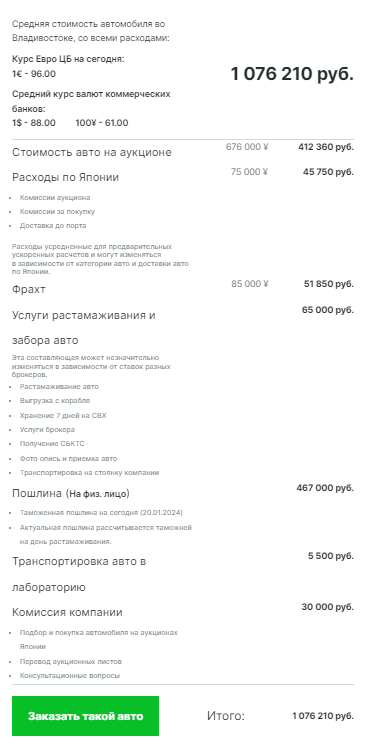 Средняя стоимость автомобиля во
Владивостоке, со всеми расходами:
Курс Евро ЦБ на сегодня:
1€ - 96.00
1 076 210 руб.
Средний курс валют коммерческих
банков:
1$ - 88.00 100¥ - 61.00
Стоимость авто на аукционе 676 000 ¥ 412 360 руб.
Расходы по Японии 75 000 ¥ 45 750 руб.
Комиссии аукциона
Комиссии за покупку
Доставка до порта
Расходы усредненные для предварительных
ускоренных расчетов и могут изменяться
в зависимости от категории авто и доставки авто
по Японии.
Фрахт 85 000 ¥ 51 850 руб.
Услуги растамаживания и 65 000 руб.
забора авто
Эта составляющая может незначительно
изменяться в зависимости от ставок разных
брокеров.
Растамаживание авто
Выгрузка с корабля
Хранение 7 дней на СВХ
Услуги брокера
Получение СБКТС
Фото опись и приемка авто
Транспортировка на стоянку компании
Пошлина (На физ. лицо) 467 000 руб.
Таможенная пошлина на сегодня (20.01.2024)
Актуальная пошлина рассчитывается таможней
на день растамаживания.
Транспортировка авто в 5 500 руб.
лабораторию
Комиссия компании 30 000 руб.
Подбор и покупка автомобиля на аукционах
Японии
Перевод аукционных листов
Консультационные вопросы
Заказать такой авто Итого: 1 076 210 руб.